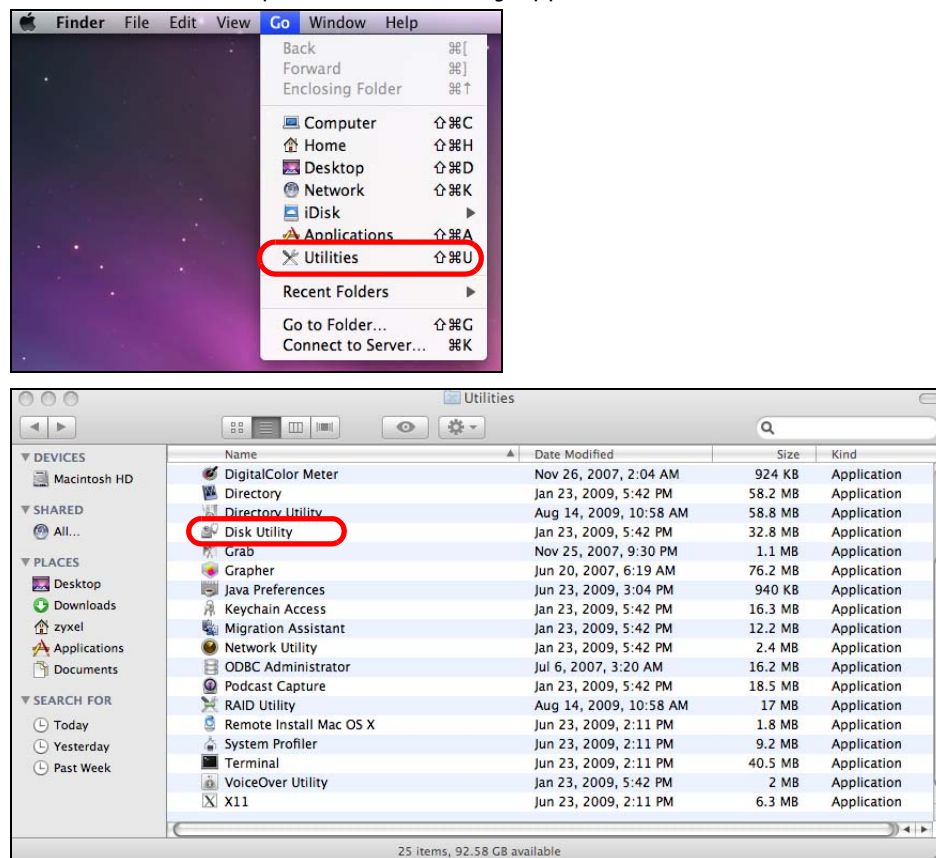 Finder File Edit View Go Window Help
Back ⌘[
Forward ⌘]
Enclosing Folder ⌘↑
Computer ⇧⌘C
Home ⇧⌘H
Desktop ⇧⌘D
Network ⇧⌘K
iDisk ▶
Applications ⇧⌘A
Utilities ⇧⌘U
Recent Folders ▶
Go to Folder... ⇧⌘G
Connect to Server... ⌘K
Utilities
Name Date Modified Size Kind
DigitalColor Meter Nov 26, 2007, 2:04 AM 924 KB Application
Directory Jan 23, 2009, 5:42 PM 58.2 MB Application
Directory Utility Aug 14, 2009, 10:58 AM 58.8 MB Application
Disk Utility Jan 23, 2009, 5:42 PM 32.8 MB Application
Grab Nov 25, 2007, 9:30 PM 1.1 MB Application
Grapher Jun 20, 2007, 6:19 AM 76.2 MB Application
Java Preferences Jun 23, 2009, 3:04 PM 940 KB Application
Keychain Access Jan 23, 2009, 5:42 PM 16.3 MB Application
Migration Assistant Jan 23, 2009, 5:42 PM 12.2 MB Application
Network Utility Jan 23, 2009, 5:42 PM 2.4 MB Application
ODBC Administrator Jul 6, 2007, 3:20 AM 16.2 MB Application
Podcast Capture Jan 23, 2009, 5:42 PM 18.5 MB Application
RAID Utility Aug 14, 2009, 10:58 AM 17 MB Application
Remote Install Mac OS X Jun 23, 2009, 2:11 PM 1.8 MB Application
System Profiler Jun 23, 2009, 2:11 PM 9.2 MB Application
Terminal Jun 23, 2009, 2:11 PM 40.5 MB Application
VoiceOver Utility Jan 23, 2009, 5:42 PM 2 MB Application
X11 Jun 23, 2009, 2:11 PM 6.3 MB Application
DEVICES
Macintosh HD
SHARED
All...
PLACES
Desktop
Downloads
zyxel
Applications
Documents
SEARCH FOR
Today
Yesterday
Past Week
25 items, 92.58 GB available